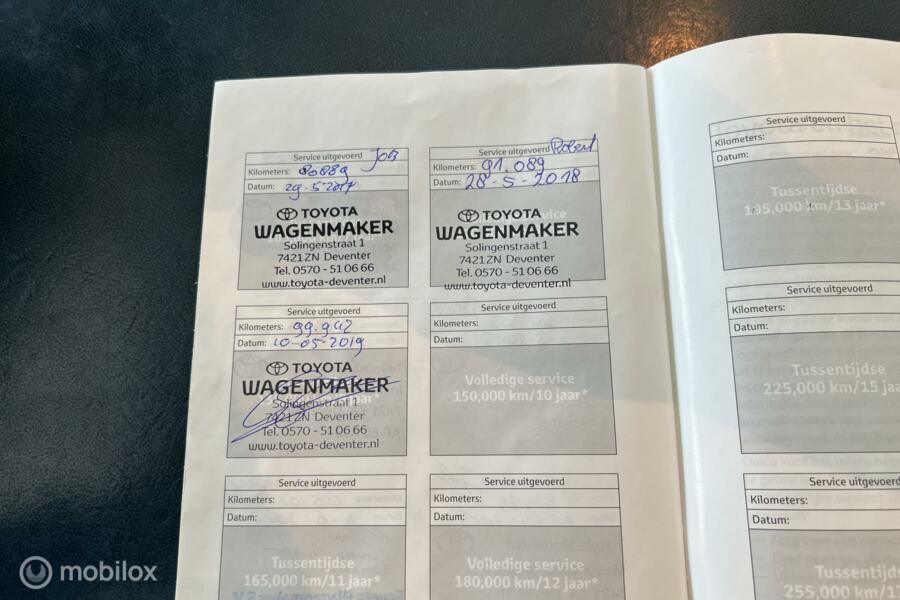 Service uitgevoerd JOB
Kilometers: 80889
Datum: 29-5-2017
TOYOTA
WAGENMAKER
Solingenstraat 1
7421 ZN Deventer
Tel. 0570 - 51 06 66
www.toyota-deventer.nl
Service uitgevoerd Robert
Kilometers: 91.089
Datum: 28-5-2018
TOYOTA
WAGENMAKER
Solingenstraat 1
7421 ZN Deventer
Tel. 0570 - 51 06 66
www.toyota-deventer.nl
Service uitgevoerd
Kilometers: 99.942
Datum: 10-05-2019
TOYOTA
WAGENMAKER
Solingenstraat 1
7421 ZN Deventer
Tel. 0570 - 51 06 66
www.toyota-deventer.nl
Service uitgevoerd
Kilometers:
Datum:
Volledige service
150,000 km/10 jaar*
Service uitgevoerd
Kilometers:
Datum:
Tussentijdse
165,000 km/11 jaar*
Service uitgevoerd
Kilometers:
Datum:
Volledige service
180,000 km/12 jaar*
Service uitgevoerd
Kilometers:
Datum:
Tussentijdse
195,000 km/13 jaar*
Service uitgevoerd
Kilometers:
Datum:
Tussentijdse
225,000 km/15 jaar
Service uitgevoerd
Kilometers:
Datum:
Tussentijdse
255,000 km/
mobilox